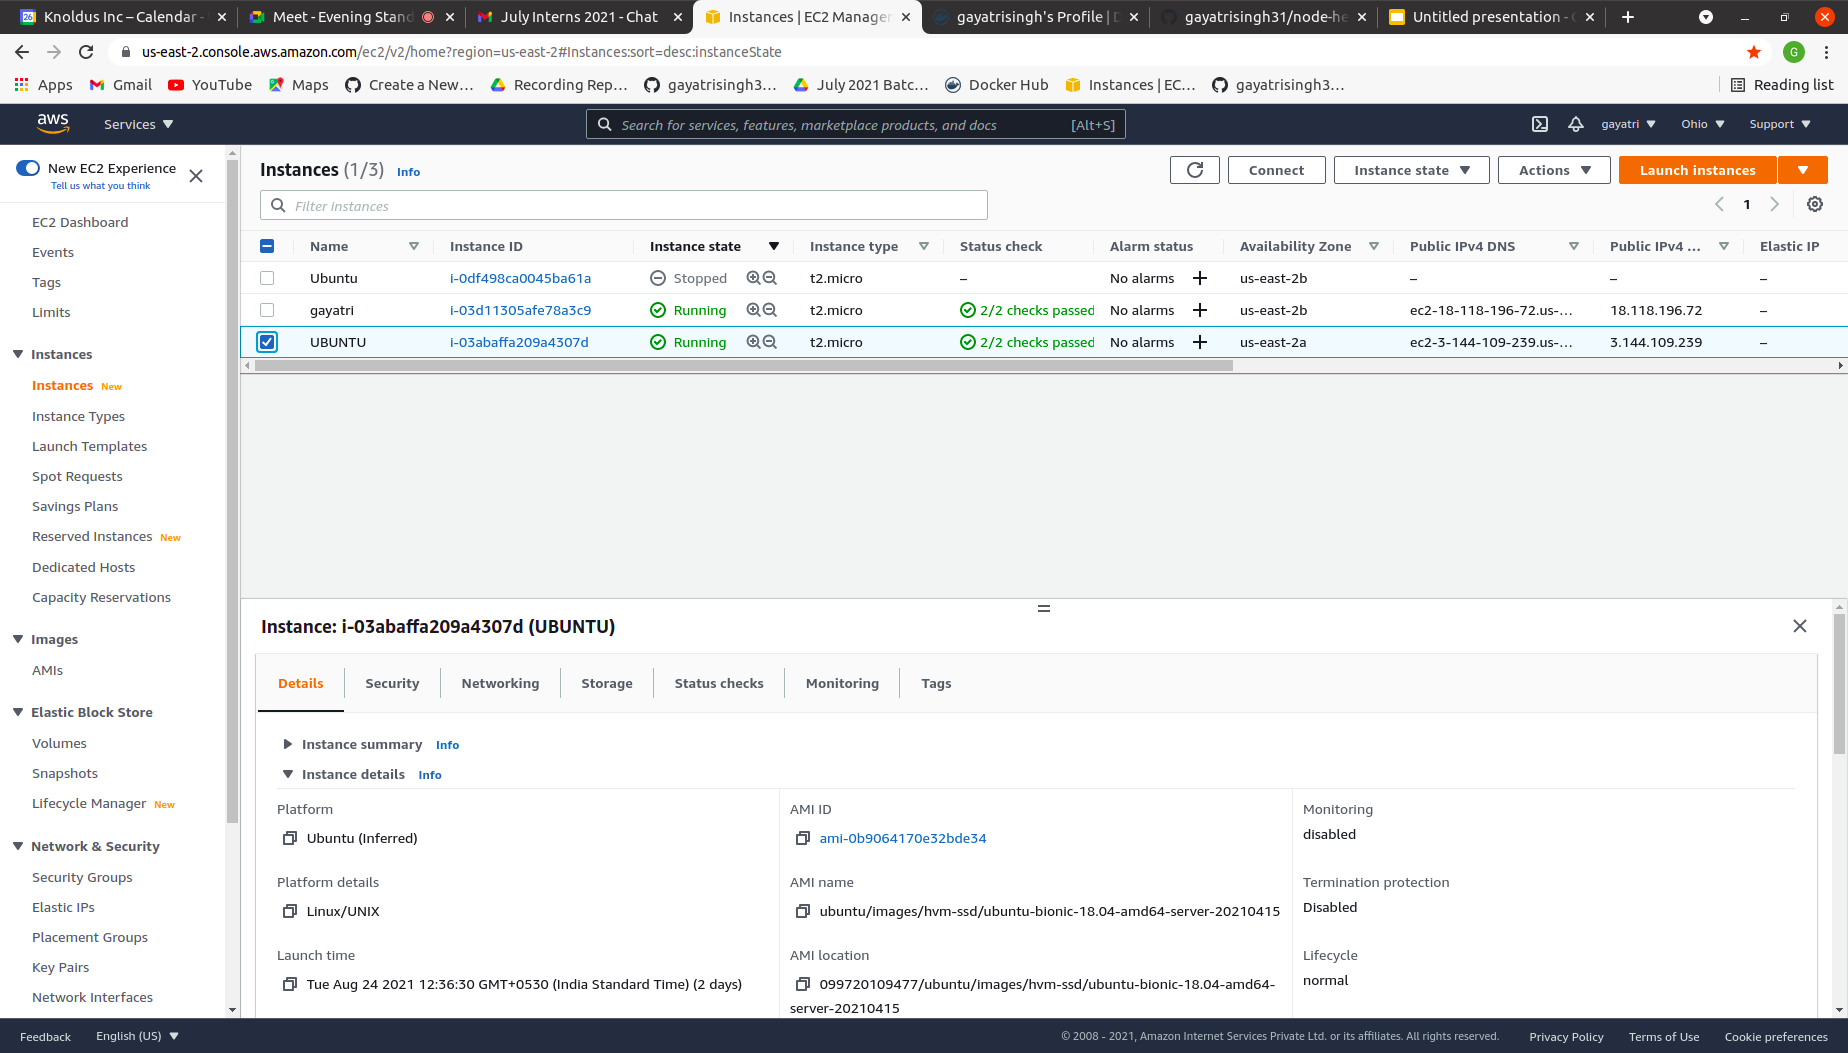 Knoldus Inc – Calendar -
Meet - Evening Stand
July Interns 2021 - Chat
Instances | EC2 Manager
gayatrisingh's Profile | D
gayatrisingh31/node-he
Untitled presentation -
us-east-2.console.aws.amazon.com/ec2/v2/home?region=us-east-2#Instances:sort=desc:instanceState
G
Apps
Gmail
YouTube
Maps
Create a New…
Recording Rep…
gayatrisingh3…
July 2021 Batc…
Docker Hub
Instances | EC…
gayatrisingh3…
Reading list
aws
Services
Search for services, features, marketplace products, and docs
[Alt+S]
gayatri
Ohio
Support
New EC2 Experience
Tell us what you think
EC2 Dashboard
Events
Tags
Limits
Instances
Instances New
Instance Types
Launch Templates
Spot Requests
Savings Plans
Reserved Instances New
Dedicated Hosts
Capacity Reservations
Images
AMIs
Elastic Block Store
Volumes
Snapshots
Lifecycle Manager New
Network & Security
Security Groups
Elastic IPs
Placement Groups
Key Pairs
Network Interfaces
Instances (1/3) Info
Connect
Instance state
Actions
Launch instances
Filter instances
1
Name Instance ID Instance state Instance type Status check Alarm status Availability Zone Public IPv4 DNS Public IPv4 ... Elastic IP
Ubuntu i-0df498ca0045ba61a Stopped t2.micro – No alarms + us-east-2b – – –
gayatri i-03d11305afe78a3c9 Running t2.micro 2/2 checks passed No alarms + us-east-2b ec2-18-118-196-72.us-... 18.118.196.72 –
UBUNTU i-03abaffa209a4307d Running t2.micro 2/2 checks passed No alarms + us-east-2a ec2-3-144-109-239.us-... 3.144.109.239 –
Instance: i-03abaffa209a4307d (UBUNTU)
Details
Security
Networking
Storage
Status checks
Monitoring
Tags
Instance summary Info
Instance details Info
Platform
Ubuntu (Inferred)
AMI ID
ami-0b9064170e32bde34
Monitoring
disabled
Platform details
Linux/UNIX
AMI name
ubuntu/images/hvm-ssd/ubuntu-bionic-18.04-amd64-server-20210415
Termination protection
Disabled
Launch time
Tue Aug 24 2021 12:36:30 GMT+0530 (India Standard Time) (2 days)
AMI location
099720109477/ubuntu/images/hvm-ssd/ubuntu-bionic-18.04-amd64-
server-20210415
Lifecycle
normal
Feedback
English (US)
© 2008 - 2021, Amazon Internet Services Private Ltd. or its affiliates. All rights reserved.
Privacy Policy
Terms of Use
Cookie preferences